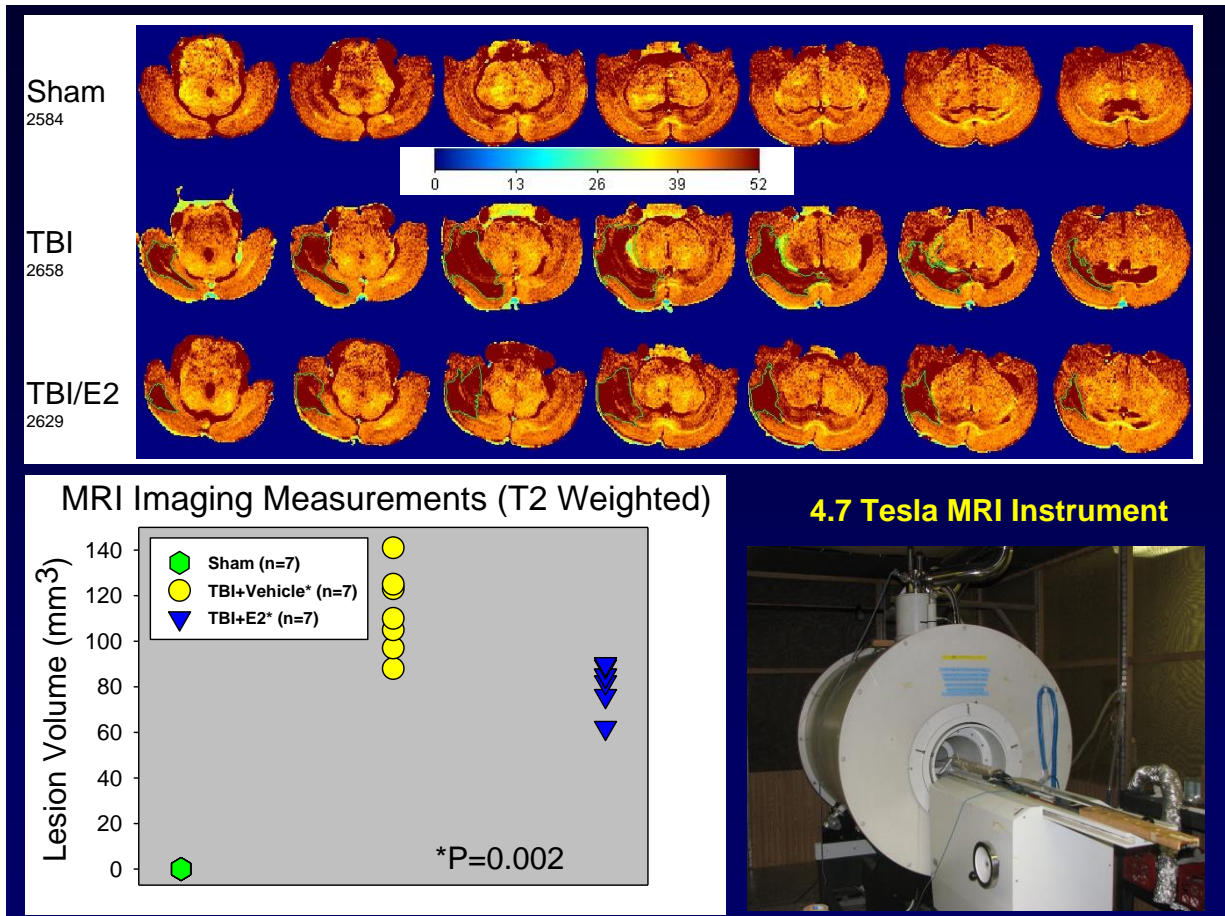 Sham
2584
0 13 26 39 52
TBI
2658
TBI/E2
2629
MRI Imaging Measurements (T2 Weighted)
Lesion Volume (mm3)
140
120
100
80
60
40
20
0
Sham (n=7)
TBI+Vehicle* (n=7)
TBI+E2* (n=7)
*P=0.002
4.7 Tesla MRI Instrument